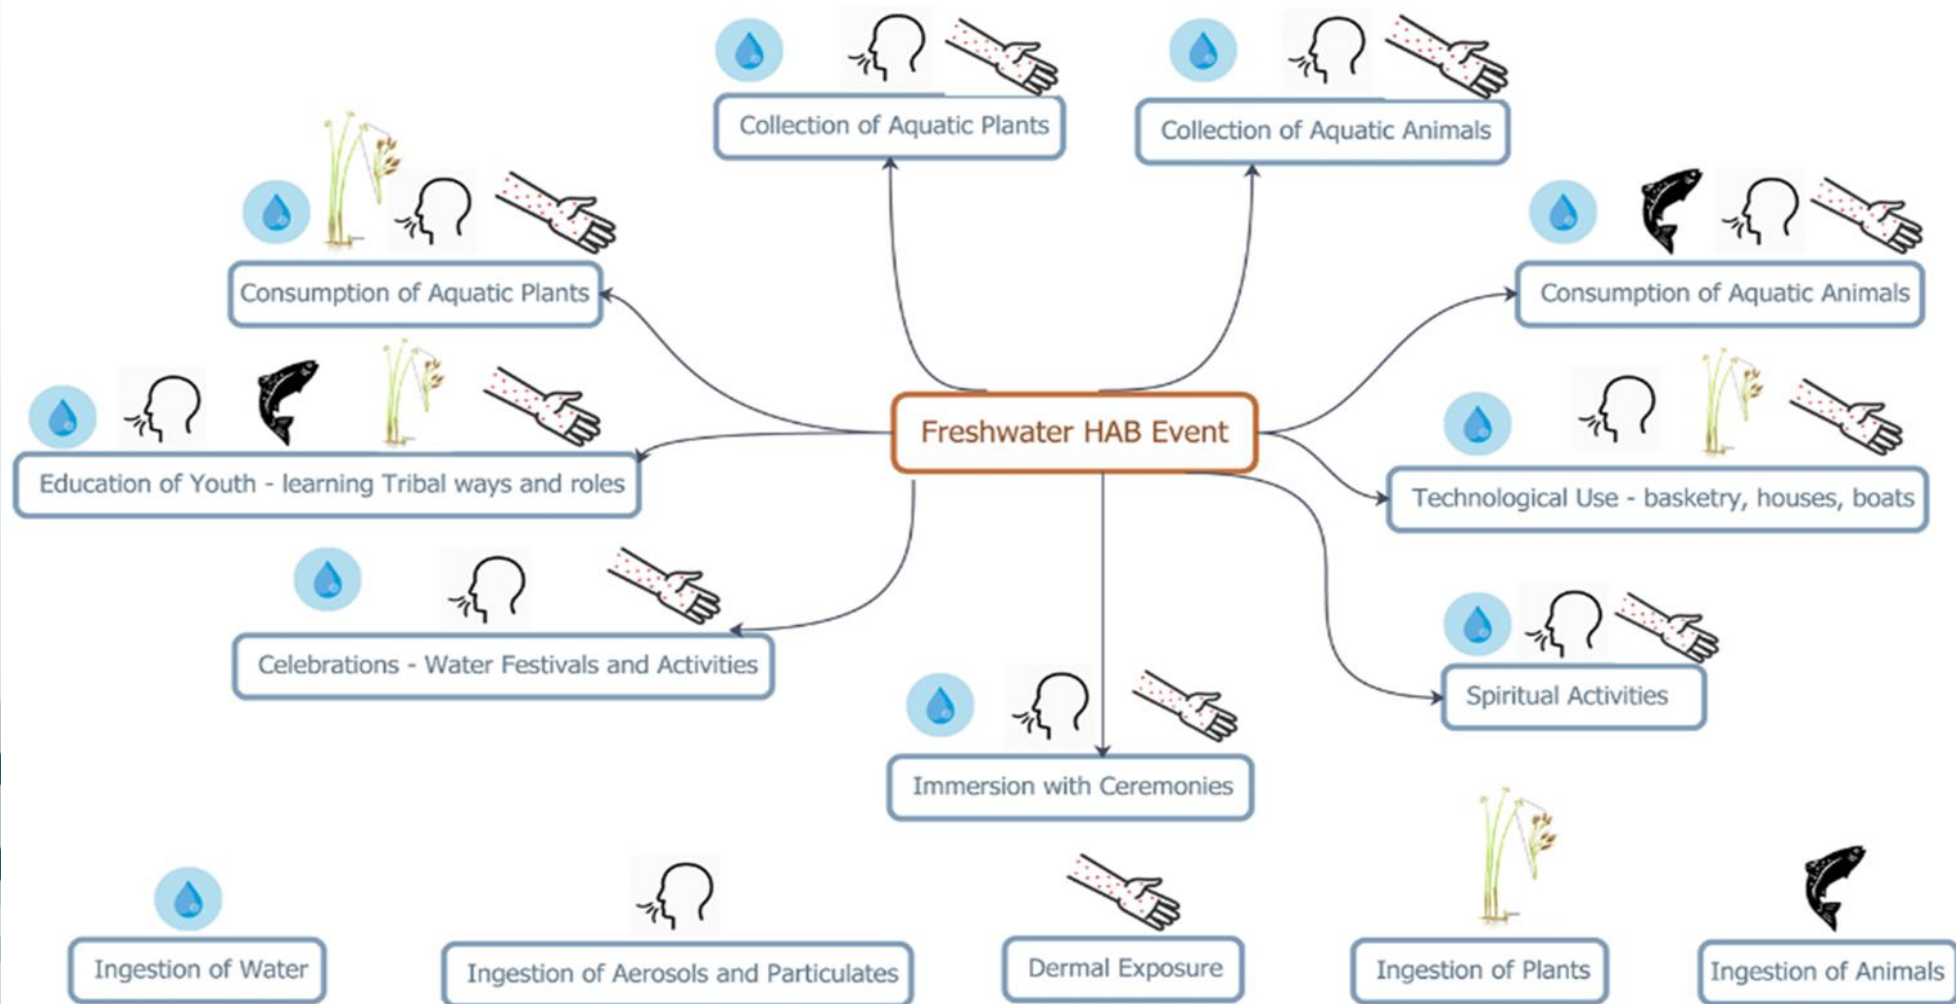 Collection of Aquatic Plants
Collection of Aquatic Animals
Consumption of Aquatic Plants
Consumption of Aquatic Animals
Freshwater HAB Event
Education of Youth - learning Tribal ways and roles
Technological Use - basketry, houses, boats
Celebrations - Water Festivals and Activities
Spiritual Activities
Immersion with Ceremonies
Ingestion of Water
Ingestion of Aerosols and Particulates
Dermal Exposure
Ingestion of Plants
Ingestion of Animals